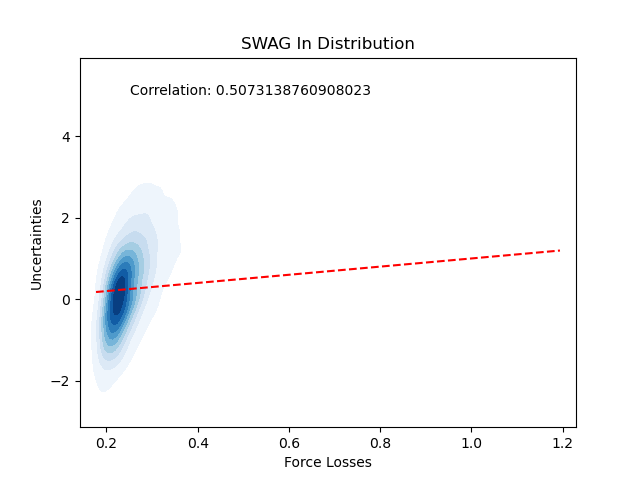 SWAG In Distribution
Correlation: 0.5073138760908023
4
2
0
−2
Uncertainties
0.2 0.4 0.6 0.8 1.0 1.2
Force Losses